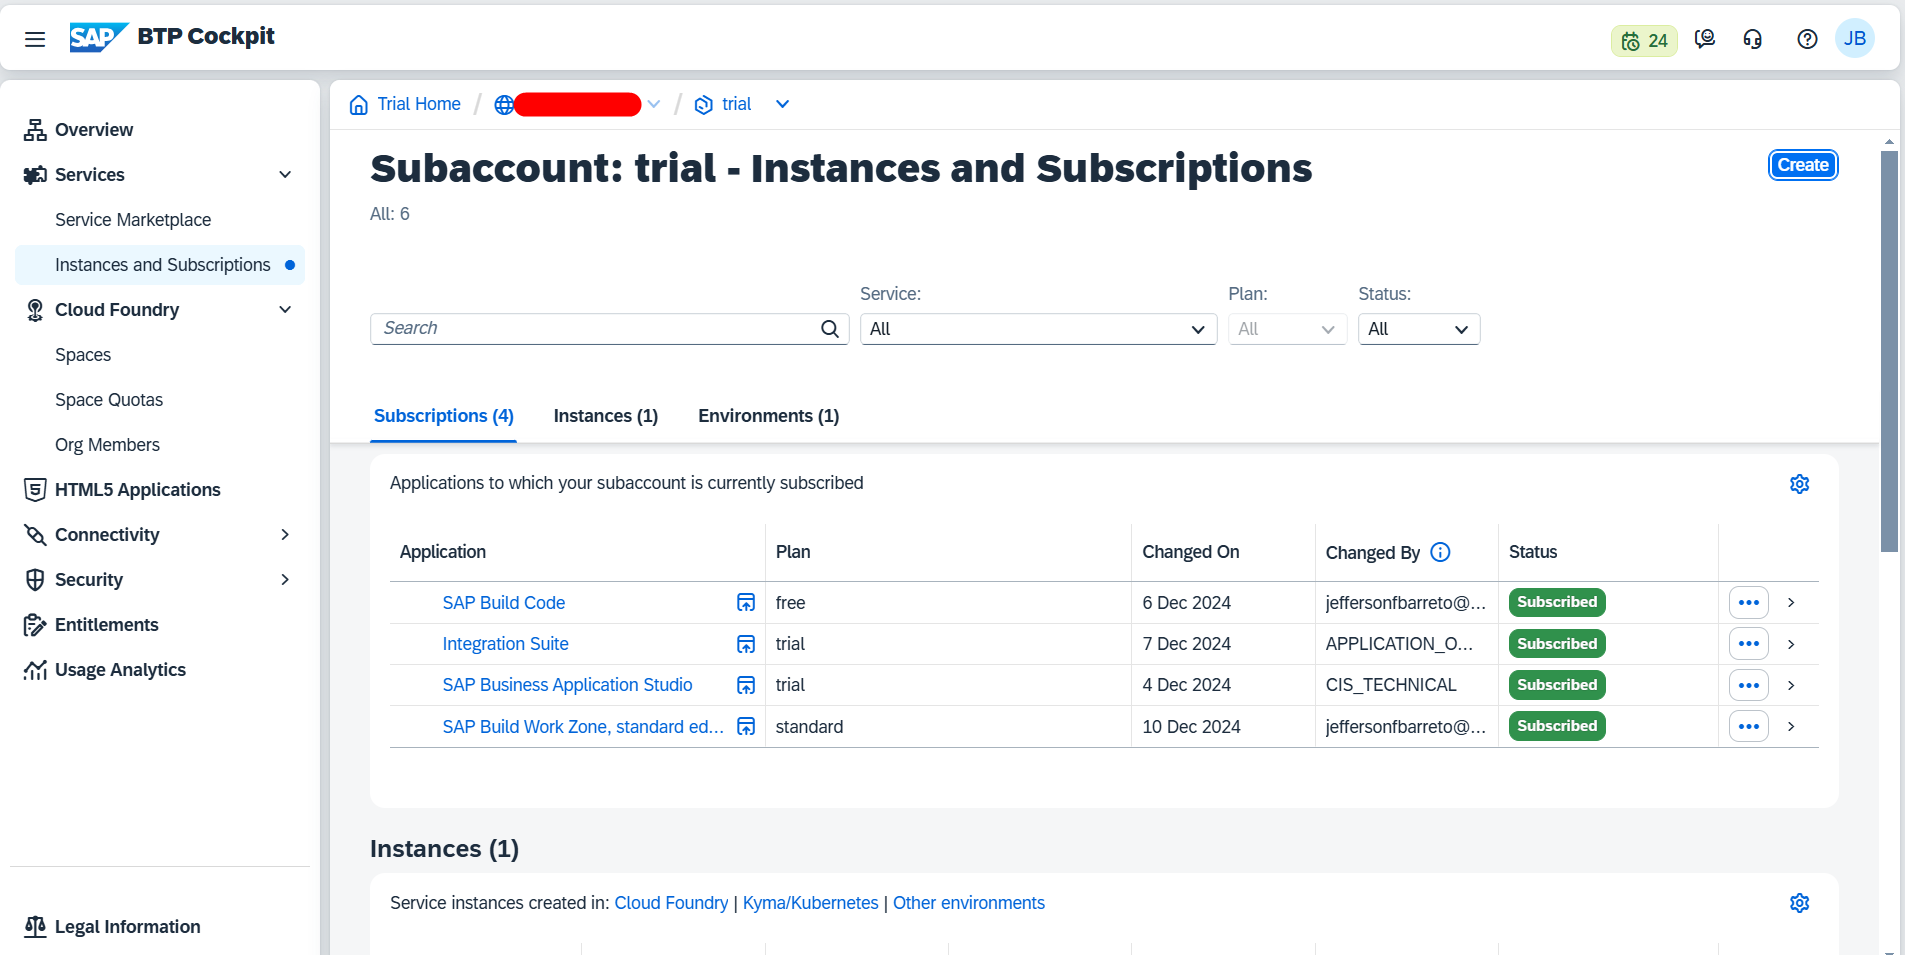 SAP BTP Cockpit
24
JB
Overview
Services
Service Marketplace
Instances and Subscriptions
Cloud Foundry
Spaces
Space Quotas
Org Members
HTML5 Applications
Connectivity
Security
Entitlements
Usage Analytics
Legal Information
Trial Home / / trial
Subaccount: trial - Instances and Subscriptions
Create
All: 6
Service: Plan: Status:
Search All All All
Subscriptions (4) Instances (1) Environments (1)
Applications to which your subaccount is currently subscribed
Application Plan Changed On Changed By Status
SAP Build Code free 6 Dec 2024 jeffersonfbarreto@... Subscribed
Integration Suite trial 7 Dec 2024 APPLICATION_O... Subscribed
SAP Business Application Studio trial 4 Dec 2024 CIS_TECHNICAL Subscribed
SAP Build Work Zone, standard ed... standard 10 Dec 2024 jeffersonfbarreto@... Subscribed
Instances (1)
Service instances created in: Cloud Foundry | Kyma/Kubernetes | Other environments